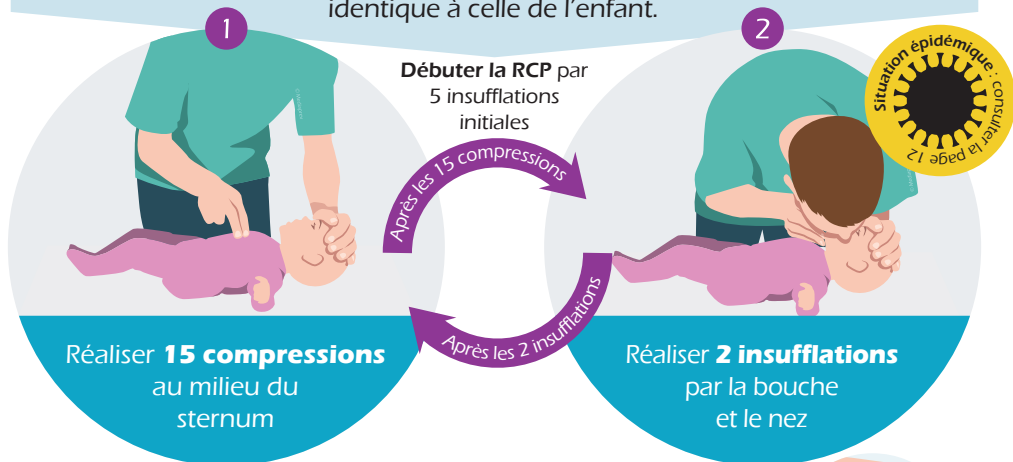 identique à celle de l'enfant.
1
2
Débuter la RCP par
5 insufflations
initiales
Situation épidémique : consulter la page 12
Après les 15 compressions
Après les 2 insufflations
Réaliser 15 compressions
au milieu du
sternum
Réaliser 2 insufflations
par la bouche
et le nez